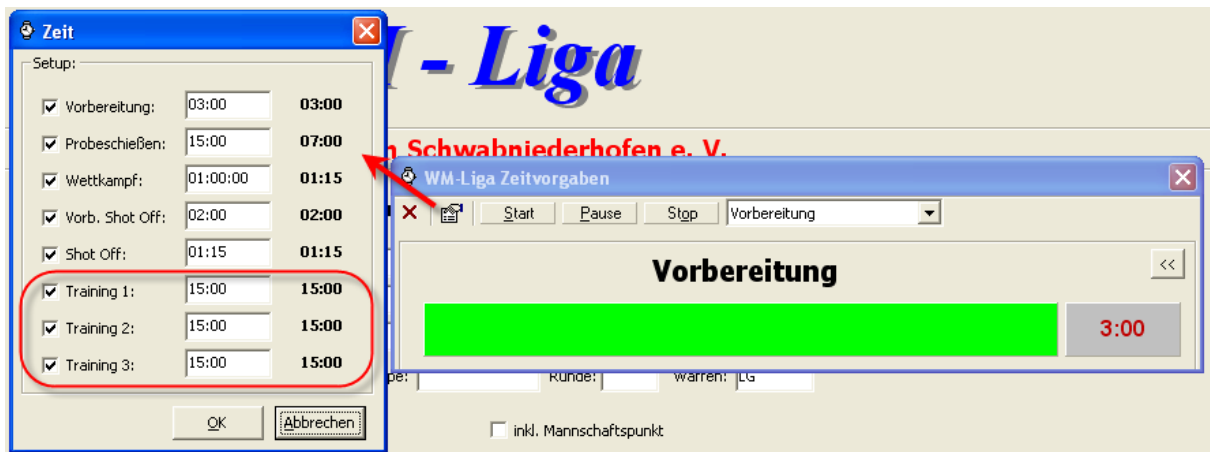 Zeit
Setup:
Vorbereitung: 03:00 03:00
Probeschießen: 15:00 07:00
Wettkampf: 01:00:00 01:15
Vorb. Shot Off: 02:00 02:00
Shot Off: 01:15 01:15
Training 1: 15:00 15:00
Training 2: 15:00 15:00
Training 3: 15:00 15:00
OK Abbrechen
- Liga
Schwabniederhofen e. V.
WM-Liga Zeitvorgaben
Start Pause Stop Vorbereitung
Vorbereitung <<
3:00
pe: Runde: Waffen: LG
inkl. Mannschaftspunkt